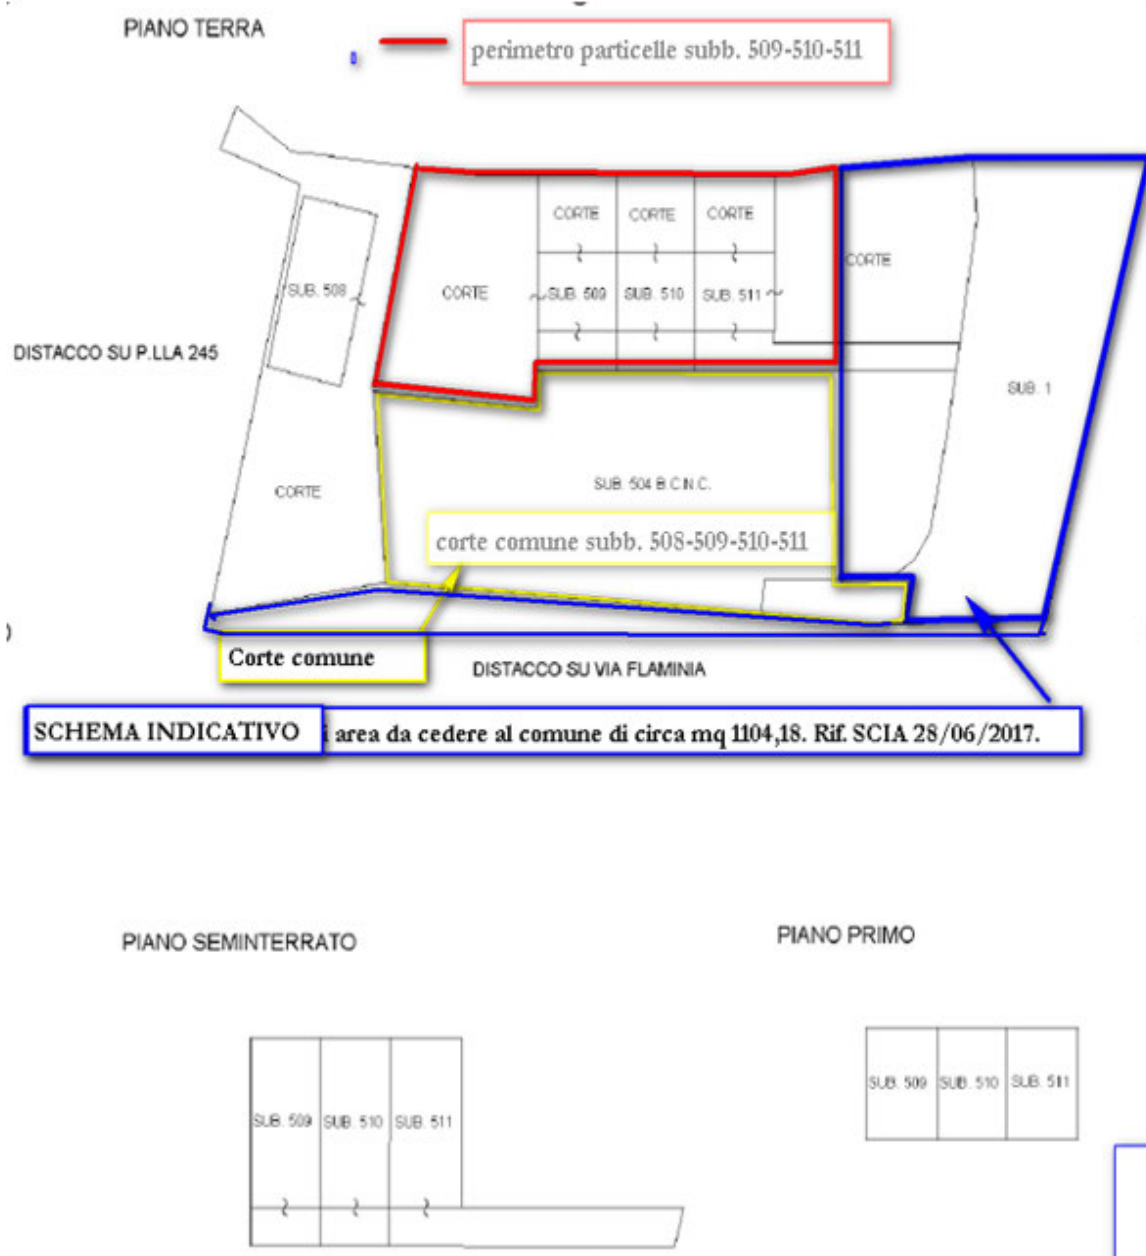 PIANO TERRA
perimetro particelle subb. 509-510-511
CORTE
CORTE
CORTE
CORTE
SUB. 508
CORTE
SUB. 509
SUB. 510
SUB. 511
DISTACCO SU P.LLA 245
SUB. 1
CORTE
SUB. 504 B.C.N.C.
corte comune subb. 508-509-510-511
Corte comune
DISTACCO SU VIA FLAMINIA
SCHEMA INDICATIVO i area da cedere al comune di circa mq 1104,18. Rif. SCIA 28/06/2017.
PIANO SEMINTERRATO
PIANO PRIMO
SUB. 509
SUB. 510
SUB. 511
SUB. 509
SUB. 510
SUB. 511